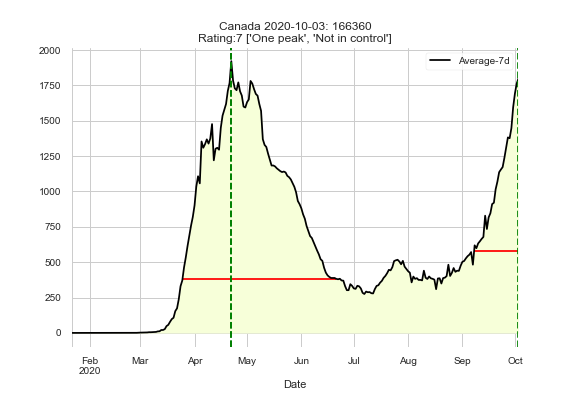 Canada 2020-10-03: 166360
Rating:7 ['One peak', 'Not in control']
Average-7d
2000
1750
1500
1250
1000
750
500
250
0
Feb Mar Apr May Jun Jul Aug Sep Oct
2020
Date